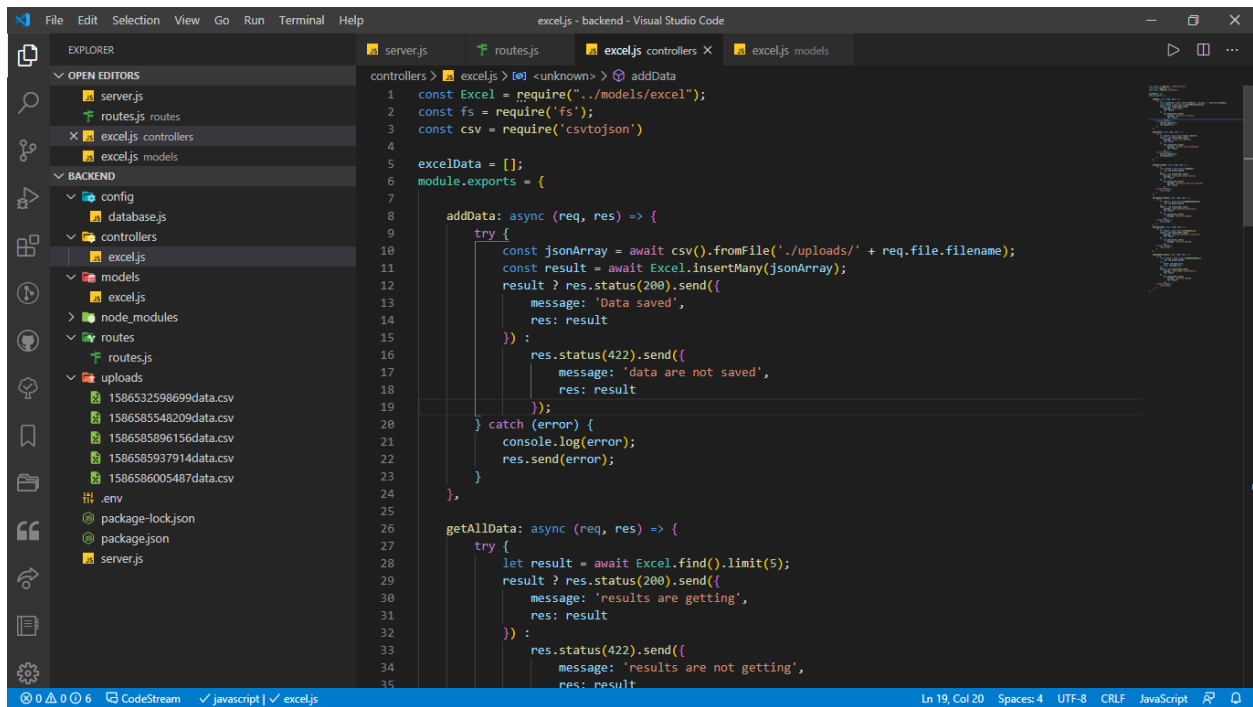 File Edit Selection View Go Run Terminal Help
excel.js - backend - Visual Studio Code
EXPLORER
OPEN EDITORS
server.js
routes.js routes
excel.js controllers
excel.js models
BACKEND
config
database.js
controllers
excel.js
models
excel.js
node_modules
routes
routes.js
uploads
1586532598699data.csv
1586585548209data.csv
1586585896156data.csv
1586585937914data.csv
1586586005487data.csv
.env
package-lock.json
package.json
server.js
server.js routes.js excel.js controllers excel.js models
controllers > excel.js > <unknown> > addData
1 const Excel = require("../models/excel");
2 const fs = require('fs');
3 const csv = require('csvtojson')
4
5 excelData = [];
6 module.exports = {
7
8 addData: async (req, res) => {
9 try {
10 const jsonArray = await csv().fromFile('./uploads/' + req.file.filename);
11 const result = await Excel.insertMany(jsonArray);
12 result ? res.status(200).send({
13 message: 'Data saved',
14 res: result
15 }) :
16 res.status(422).send({
17 message: 'data are not saved',
18 res: result
19 });
20 } catch (error) {
21 console.log(error);
22 res.send(error);
23 }
24 },
25
26 getAllData: async (req, res) => {
27 try {
28 let result = await Excel.find().limit(5);
29 result ? res.status(200).send({
30 message: 'results are getting',
31 res: result
32 }) :
33 res.status(422).send({
34 message: 'results are not getting',
35 res: result
0 0 6 CodeStream ✓ javascript | ✓ excel.js
Ln 19, Col 20 Spaces: 4 UTF-8 CRLF JavaScript